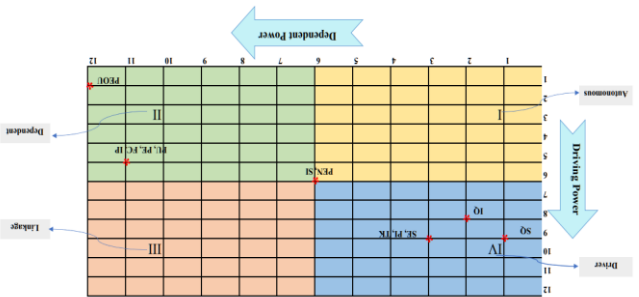 12
11
Driver
10
IV
III
Linkage
9
SQ
SE, PI, TK
8
IQ
Driving Power
6
PEN, SI
5
PU, PE, FC, IP
4
Dependent
3
I
II
2
Autonomous
1
PEOU
1 2 3 4 5 6 7 8 9 10 11 12
Dependent Power